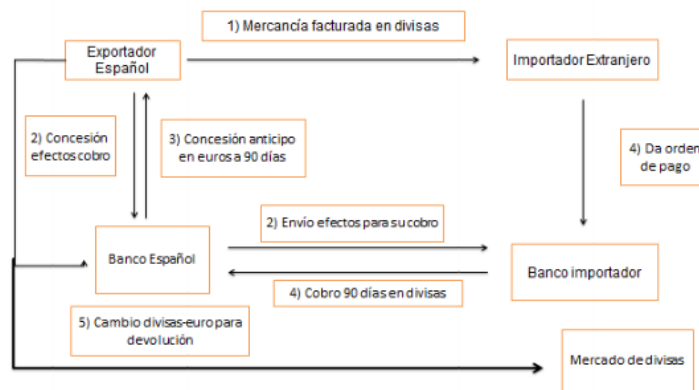 1) Mercancía facturada en divisas
Exportador
Español
Importador Extranjero
2) Concesión
efectos cobro
3) Concesión anticipo
en euros a 90 días
4) Da orden
de pago
2) Envío efectos para su cobro
Banco Español
Banco importador
4) Cobro 90 días en divisas
5) Cambio divisas-euro para
devolución
Mercado de divisas